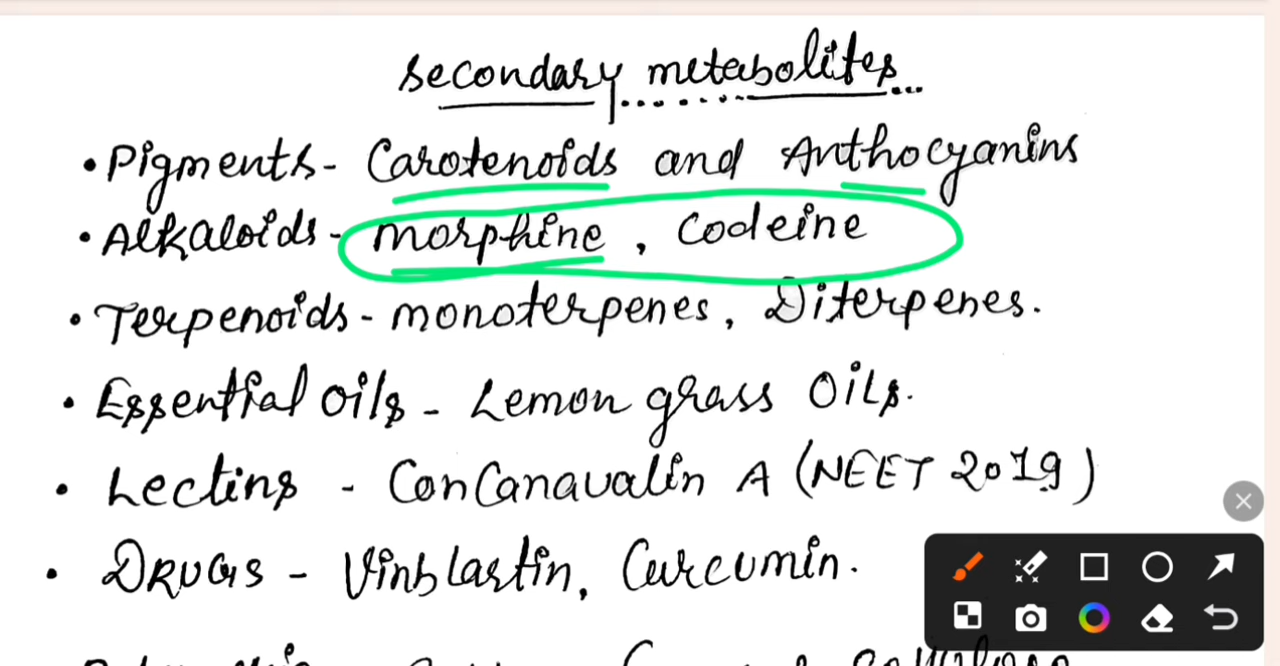 Secondary metabolites...
• Pigments - Carotenoids and Anthocyanins
• Alkaloids - morphine, Codeine
• Terpenoids - monoterpenes, Diterpenes.
• Essential oils - Lemon grass Oils.
• Lectins - ConCanavalin A (NEET 2019)
• DRUGS - Vinblastin, Curcumin.